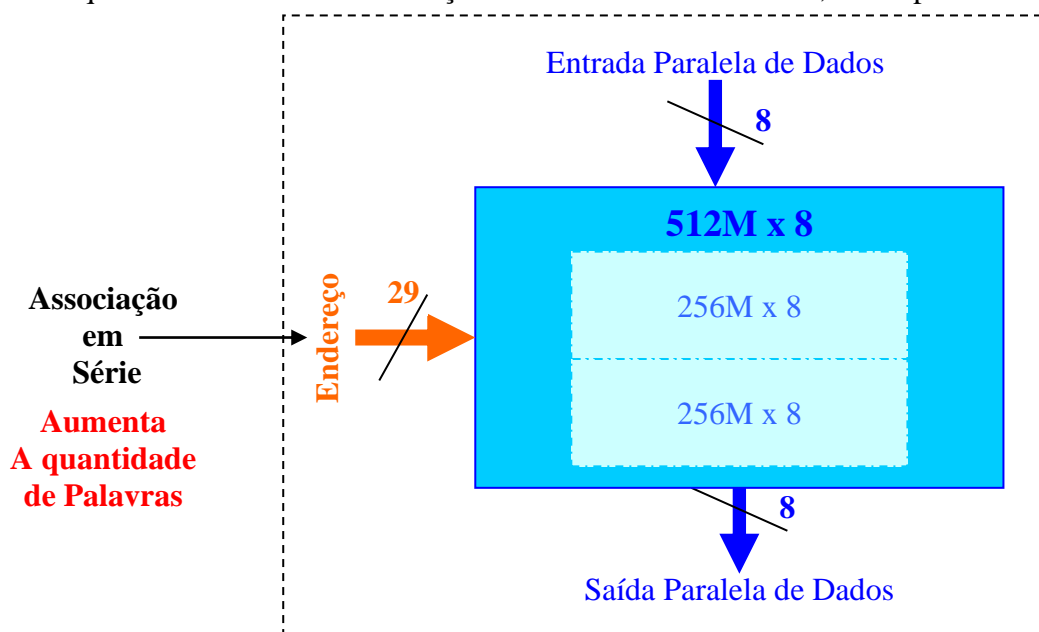 Entrada Paralela de Dados
8
512M x 8
256M x 8
256M x 8
29
Endereço
Associação
em
Série
Aumenta
A quantidade
de Palavras
8
Saída Paralela de Dados